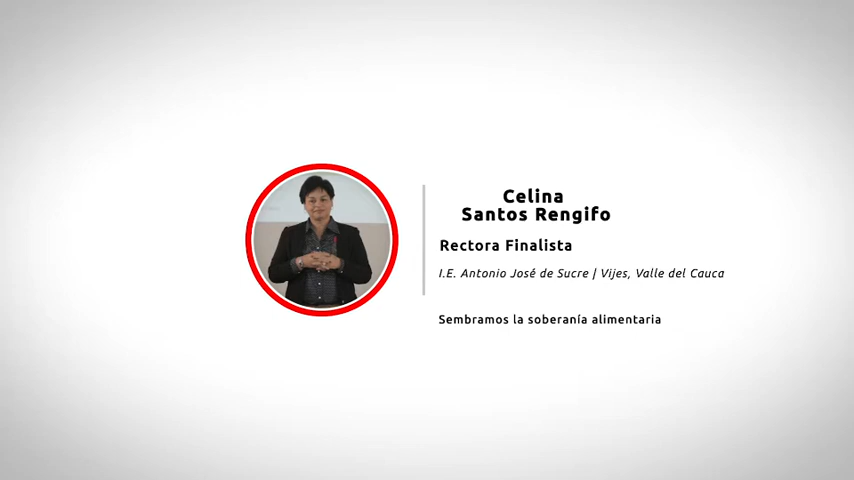 Celina
Santos Rengifo
Rectora Finalista
I.E. Antonio José de Sucre | Vijes, Valle del Cauca
Sembramos la soberanía alimentaria